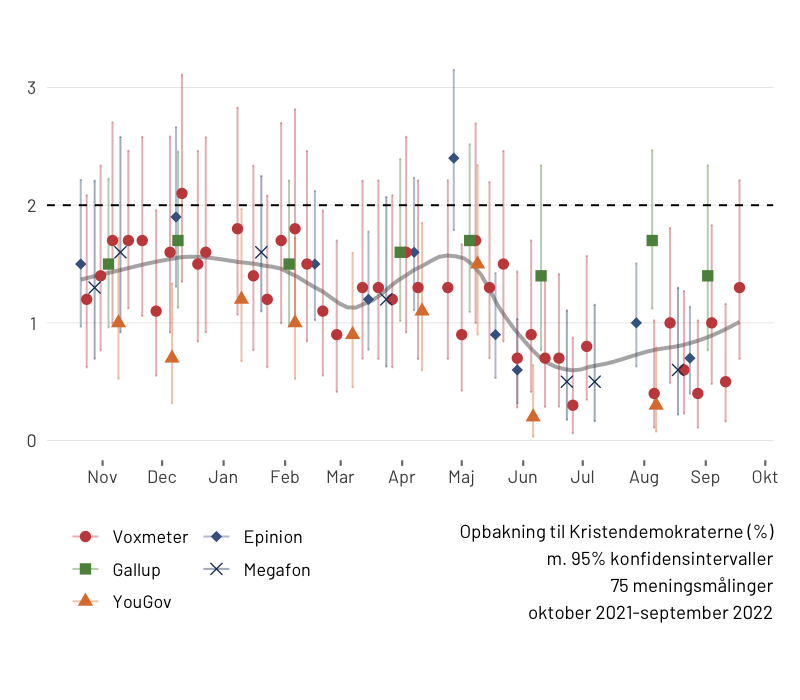 3
2
1
0
Nov Dec Jan Feb Mar Apr Maj Jun Jul Aug Sep Okt
Voxmeter Epinion
Gallup Megafon
YouGov
Opbakning til Kristendemokraterne (%)
m. 95% konfidensintervaller
75 meningsmålinger
oktober 2021-september 2022